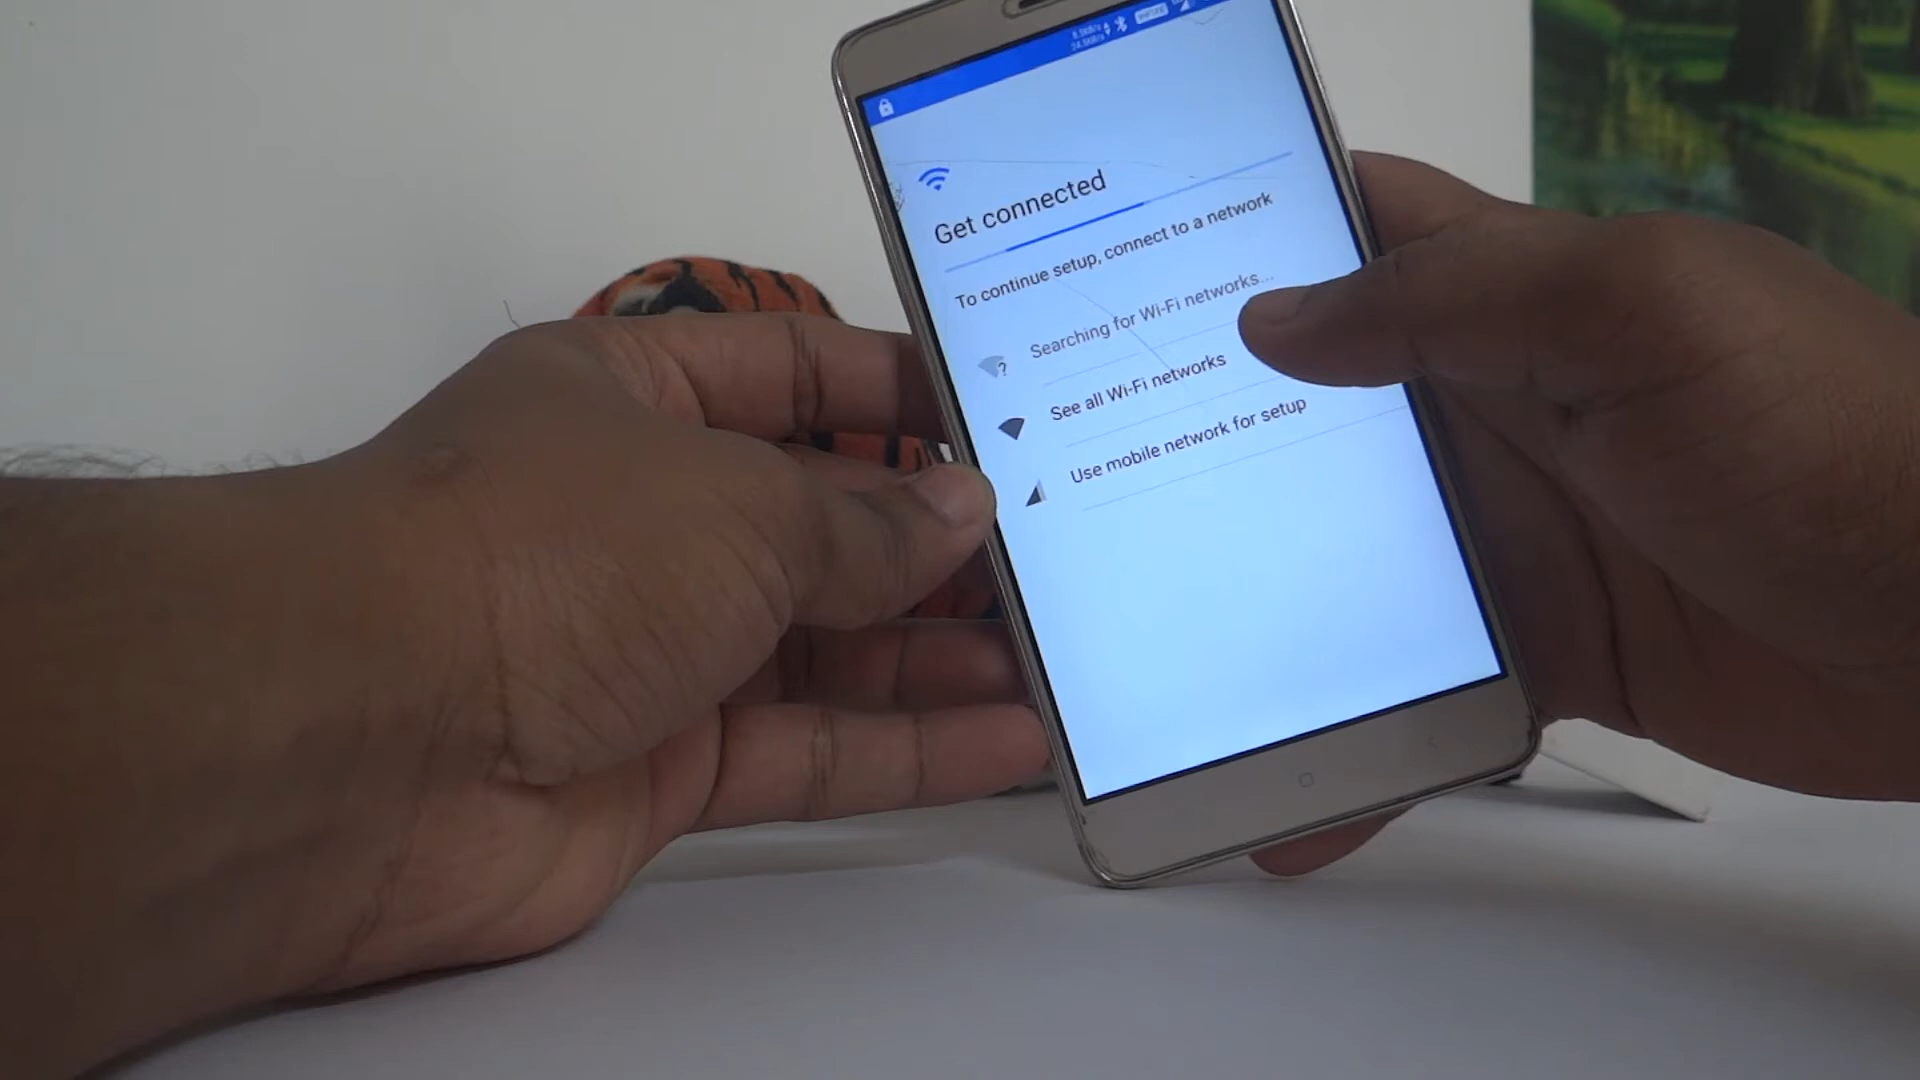 Get connected
To continue setup, connect to a network
Searching for Wi-Fi networks...
See all Wi-Fi networks
Use mobile network for setup